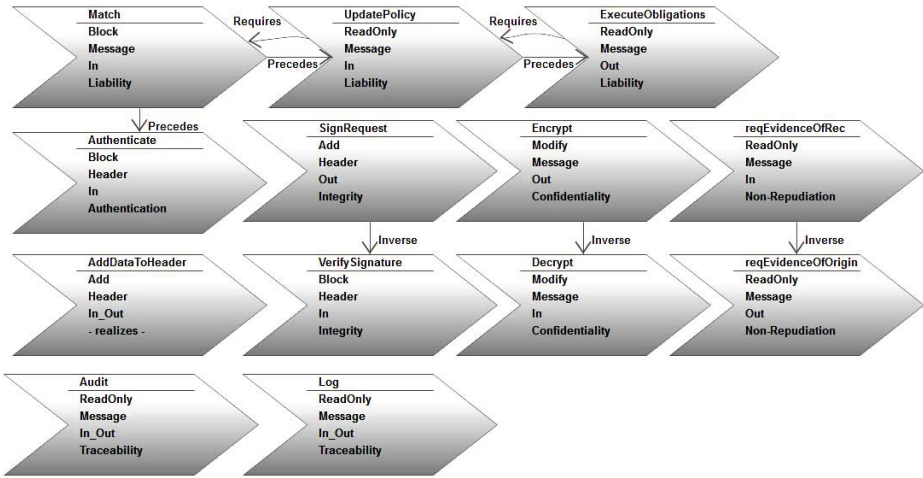 Match
Block
Message
In
Liability
Requires
Precedes
UpdatePolicy
ReadOnly
Message
In
Liability
Requires
Precedes
ExecuteObligations
ReadOnly
Message
Out
Liability
Precedes
Authenticate
Block
Header
In
Authentication
SignRequest
Add
Header
Out
Integrity
Encrypt
Modify
Message
Out
Confidentiality
reqEvidenceOfRec
ReadOnly
Message
In
Non-Repudiation
Inverse
Inverse
Inverse
AddDataToHeader
Add
Header
In_Out
- realizes -
VerifySignature
Block
Header
In
Integrity
Decrypt
Modify
Message
In
Confidentiality
reqEvidenceOfOrigin
ReadOnly
Message
Out
Non-Repudiation
Audit
ReadOnly
Message
In_Out
Traceability
Log
ReadOnly
Message
In_Out
Traceability